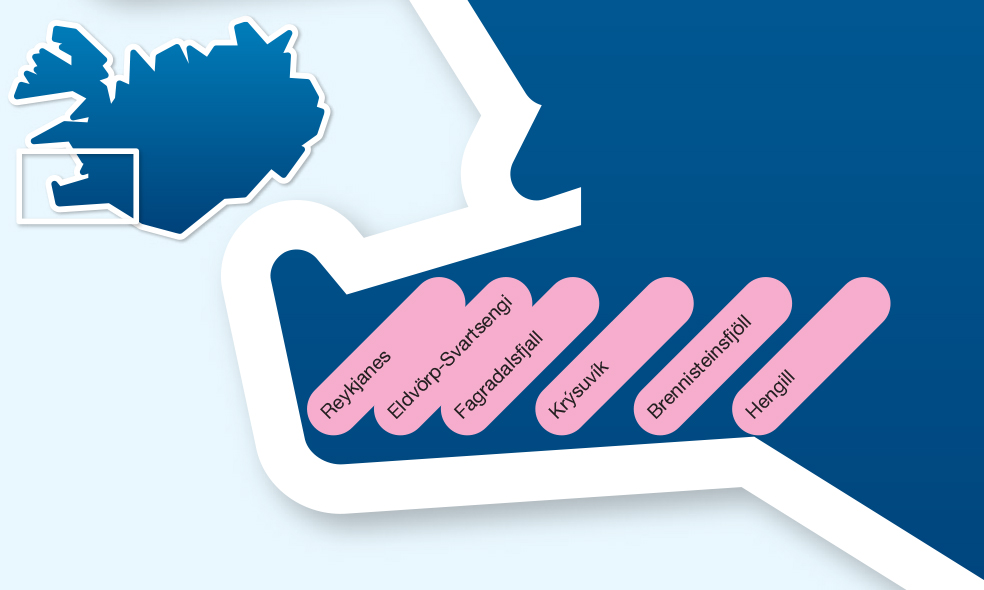 Reykjanes
Eldvörp-Svartsengi
Fagradalsfjall
Krýsuvík
Brennisteinsfjöll
Hengill